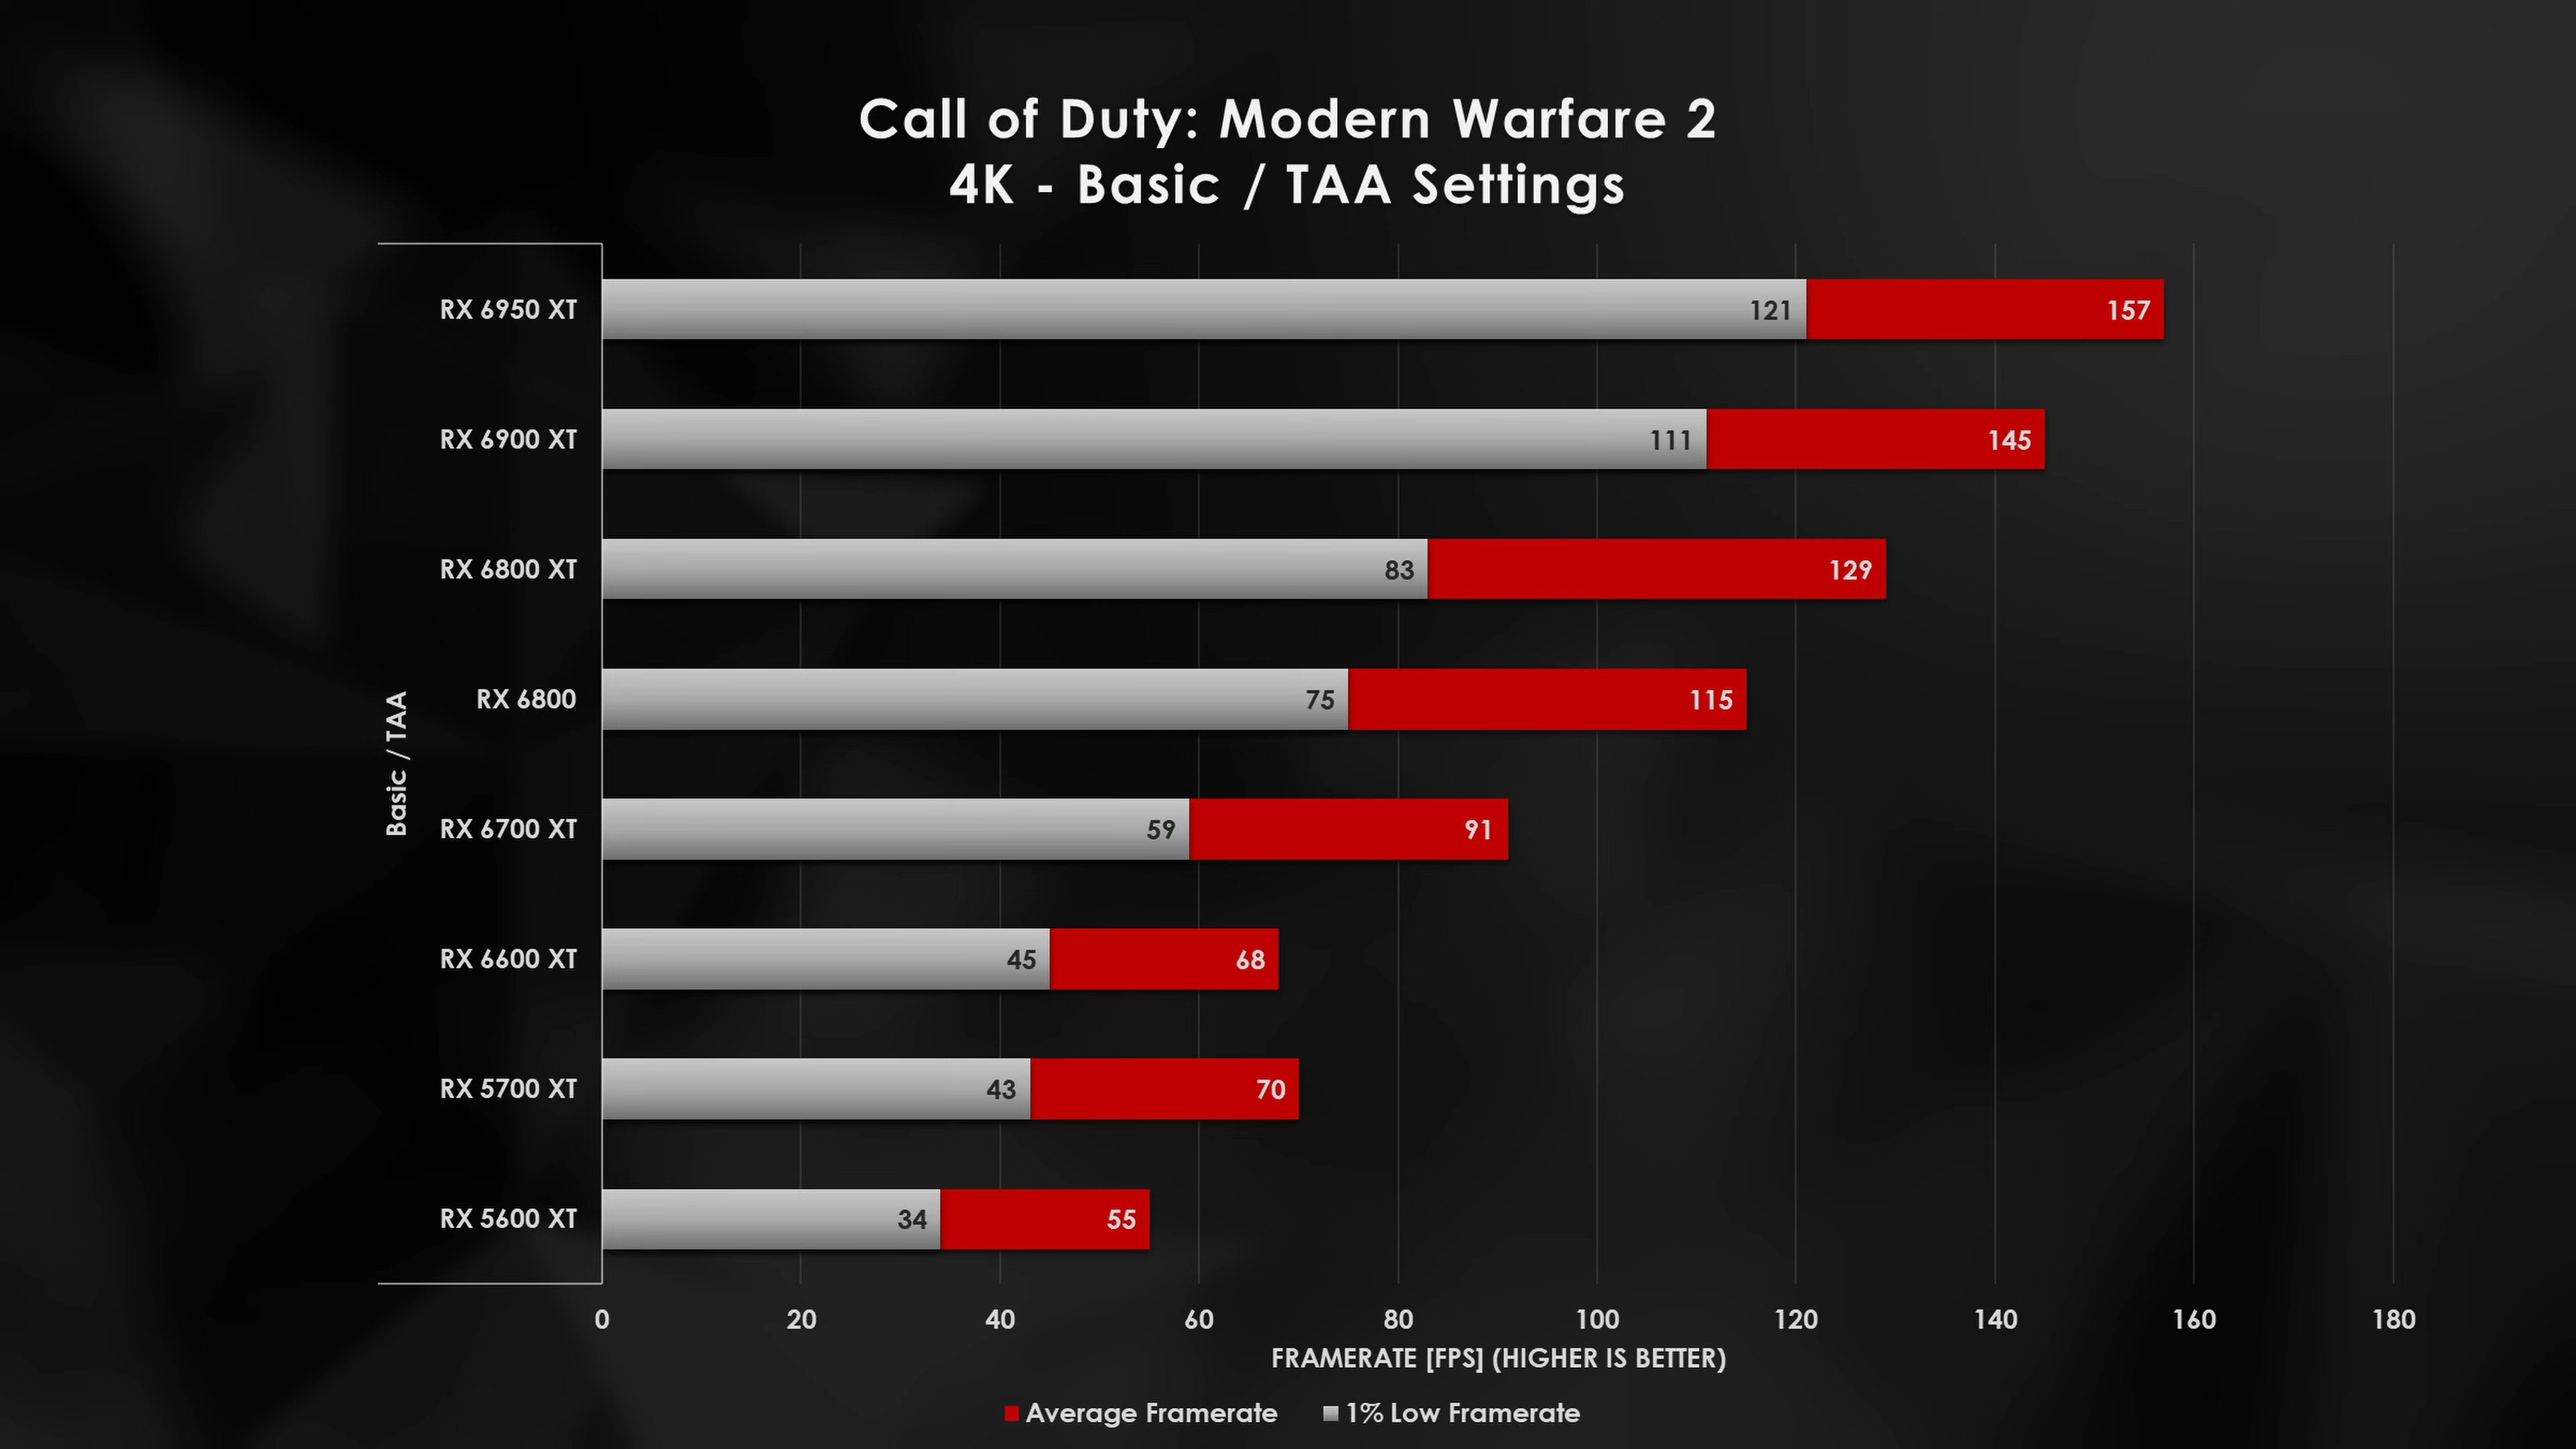 Call of Duty: Modern Warfare 2
4K - Basic / TAA Settings
Basic / TAA
RX 6950 XT 121 157
RX 6900 XT 111 145
RX 6800 XT 83 129
RX 6800 75 115
RX 6700 XT 59 91
RX 6600 XT 45 68
RX 5700 XT 43 70
RX 5600 XT 34 55
0 20 40 60 80 100 120 140 160 180
FRAMERATE [FPS] (HIGHER IS BETTER)
Average Framerate 1% Low Framerate